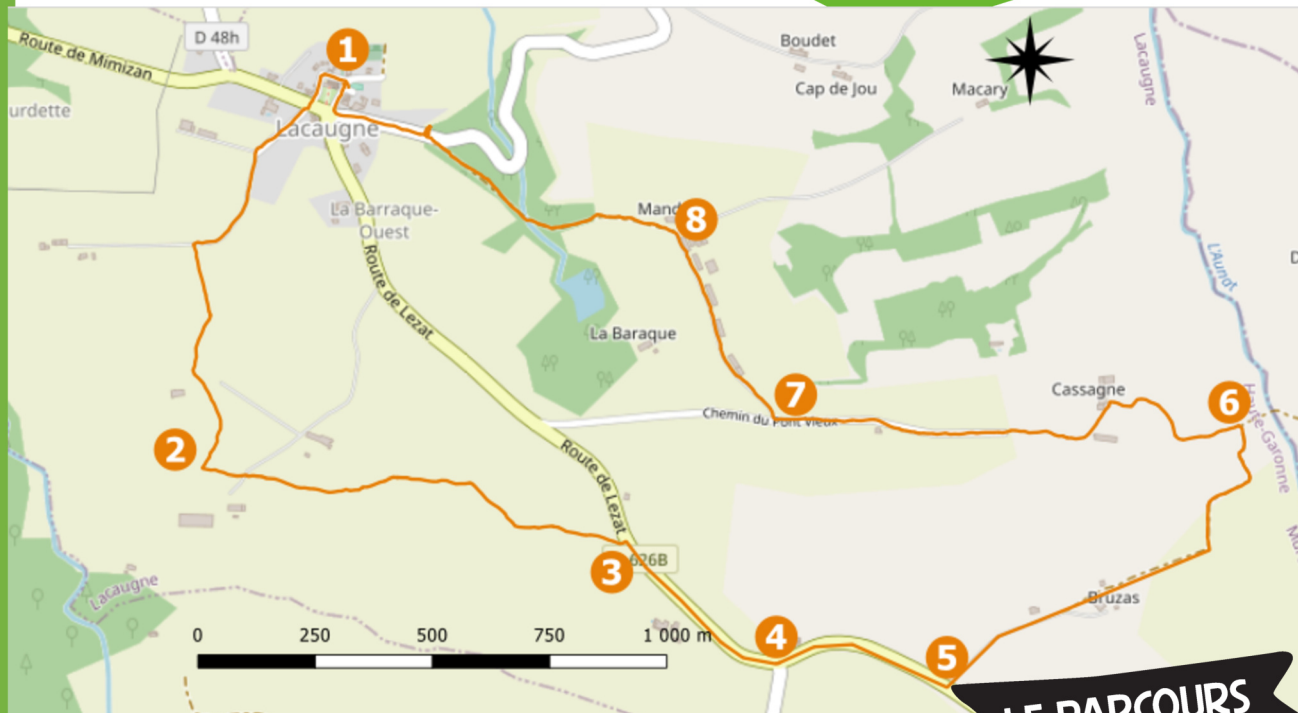 D 48h
1
Route de Mimizan
Boudet
Cap de Jou
Macary
Lacaugne
urdette
Lacaugne
La Barraque-
Ouest
Mand
8
L'Aunat
D
Route de Lezat
La Baraque
Cassagne
7
6
Chemin du Pont Vieux
Haute-Garonne
2
Route de Lezat
3
626B
Lacaugne
Bruzas
0 250 500 750 1 000 m
4
5
LE PARCOURS